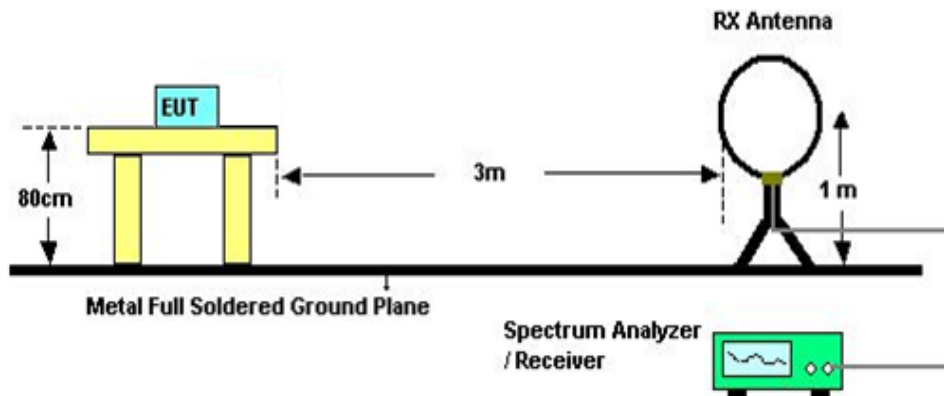 RX Antenna
EUT
80cm
3m
1 m
Metal Full Soldered Ground Plane
Spectrum Analyzer
/ Receiver